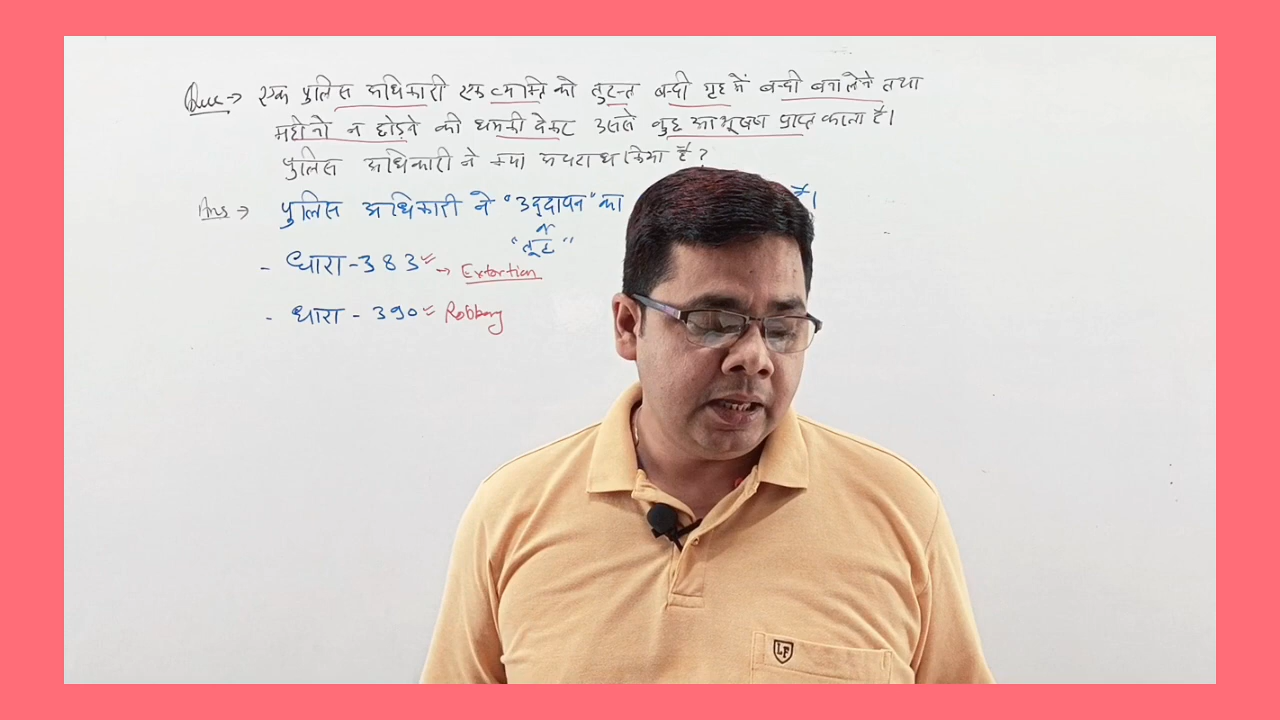 Que → एक पुलिस अधिकारी एक व्यक्ति को तुरन्त बन्दी गृह में बन्दी बना लेने तथा
महीनों न छोड़ने की धमकी देकर उससे कुछ आभूषण प्राप्त करता है।
पुलिस अधिकारी ने क्या अपराध किया है?
Ans → पुलिस अधिकारी ने "उद्दापन" का है।
"लूट"
- धारा-383 → Extortion
- धारा - 390 Robbery
LP